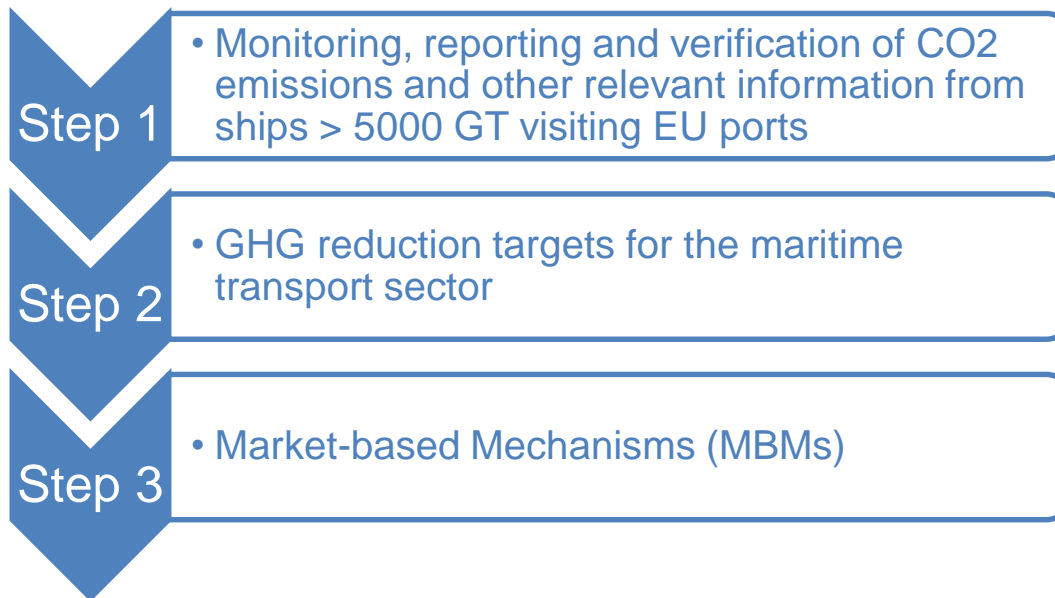 Step 1
• Monitoring, reporting and verification of CO2
emissions and other relevant information from
ships > 5000 GT visiting EU ports
Step 2
• GHG reduction targets for the maritime
transport sector
Step 3
• Market-based Mechanisms (MBMs)